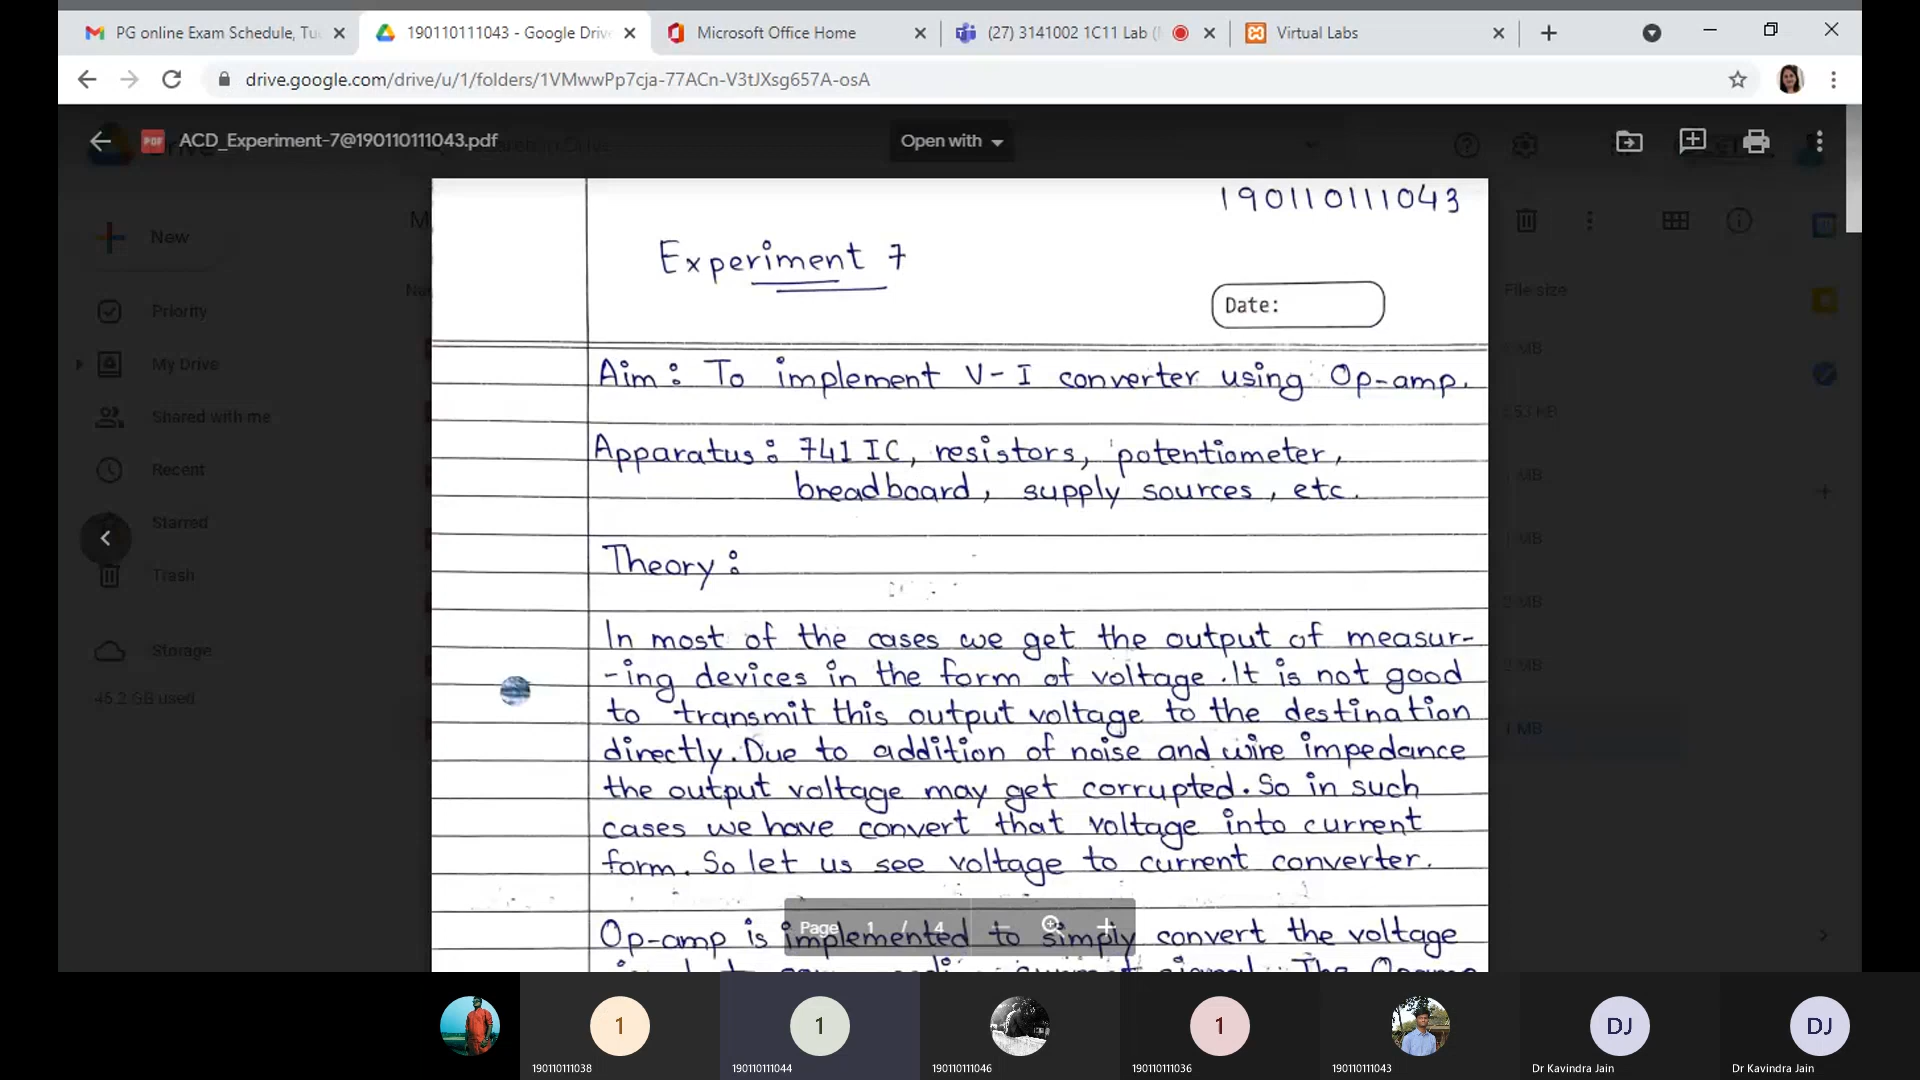 PG online Exam Schedule, Tu
190110111043 - Google Drive
Microsoft Office Home
(27) 3141002 1C11 Lab (
Virtual Labs
drive.google.com/drive/u/1/folders/1VMwwPp7cja-77ACn-V3tJXsg657A-osA
PDF
ACD_Experiment-7@190110111043.pdf
Open with
New
Priority
My Drive
Shared with me
Recent
Starred
Trash
Storage
45.2 GB used
File size
190110111043
Experiment 7
Date:
Aim: To implement V-I converter using Op-amp.
Apparatus: 741 IC, resistors, potentiometer,
breadboard, supply sources, etc.
Theory:
In most of the cases we get the output of measur-
-ing devices in the form of voltage. It is not good
to transmit this output voltage to the destination
directly. Due to addition of noise and wire impedance
the output voltage may get corrupted. So in such
cases we have convert that voltage into current
form. So let us see voltage to current converter.
Op-amp is implemented to simply convert the voltage
Page 1 / 4
1
190110111038
1
190110111044
190110111046
1
190110111036
190110111043
DJ
Dr Kavindra Jain
DJ
Dr Kavindra Jain